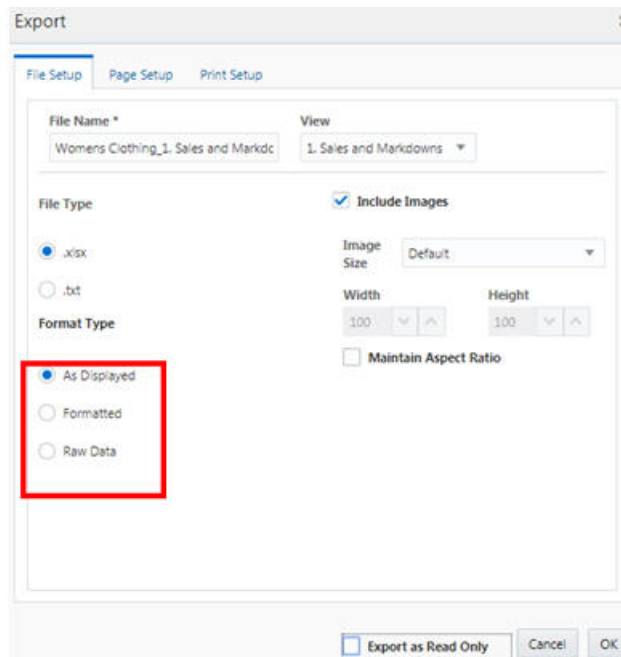 Export
File Setup Page Setup Print Setup
File Name * View
Womens Clothing_1. Sales and Markdc 1. Sales and Markdowns
File Type Include Images
.xlsx Image Size Default
.txt Width Height
Format Type 100 100
As Displayed Maintain Aspect Ratio
Formatted
Raw Data
Export as Read Only Cancel OK